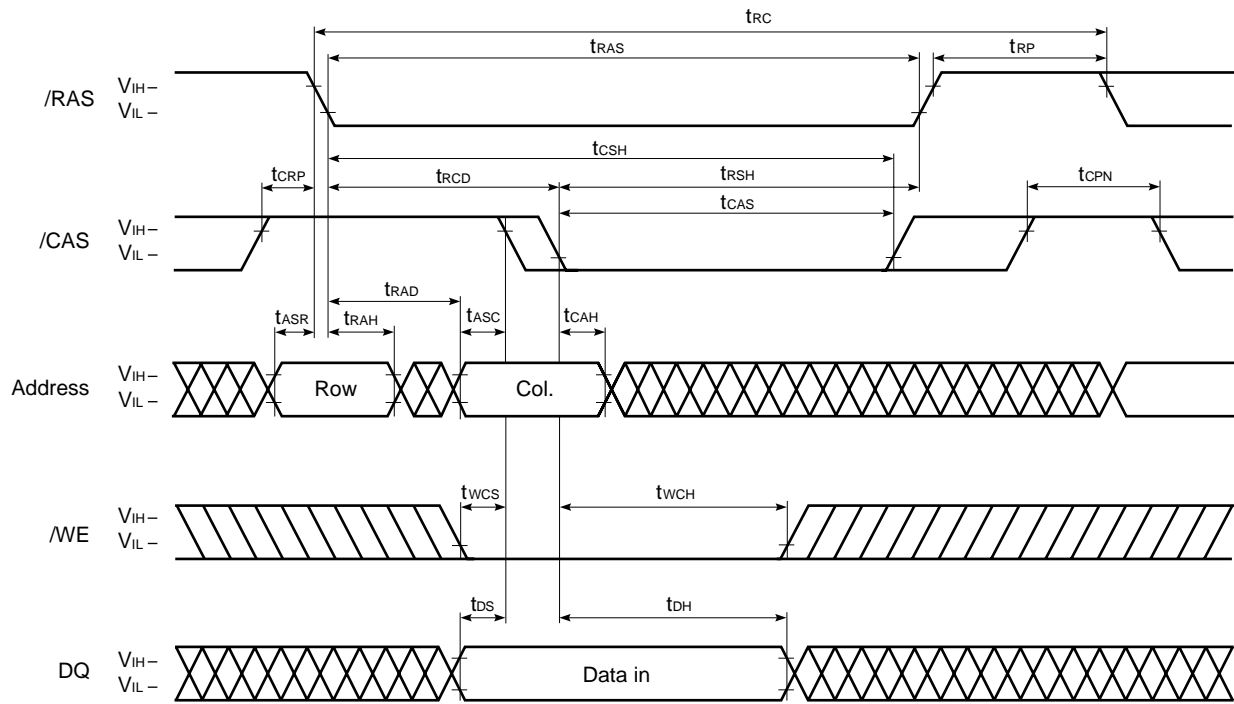 tRC
tRAS
tRP
/RAS
VIH –
VIL –
tCSH
tCRP
tRCD
tRSH
tCPN
tCAS
/CAS
VIH –
VIL –
tRAD
tASR
tRAH
tASC
tCAH
Address
VIH –
VIL –
Row
Col.
tWCS
tWCH
/WE
VIH –
VIL –
tDS
tDH
DQ
VIH –
VIL –
Data in